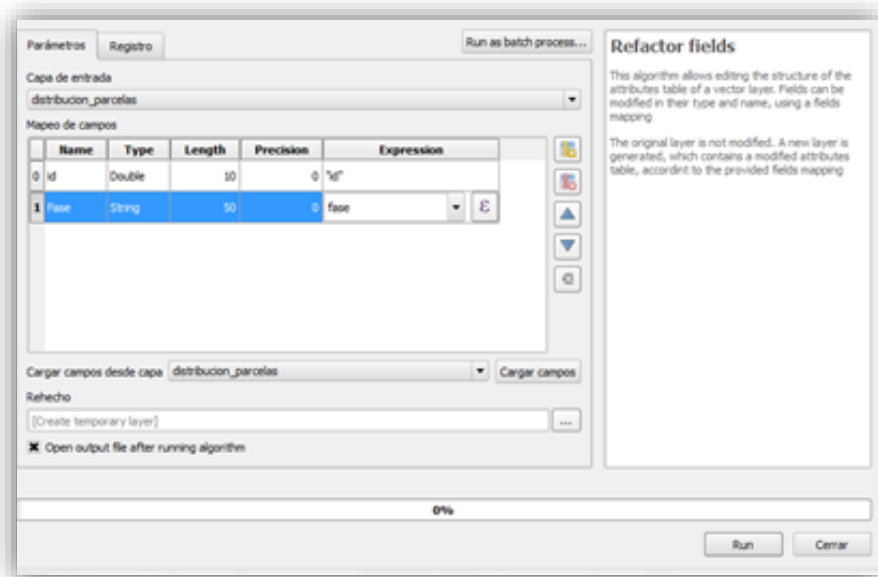 Parámetros Registro Run as batch process...
Capa de entrada
distribucion_parcelas
Mapeo de campos
Name Type Length Precision Expression
0 id Double 10 0 "id"
1 Fase String 50 0 fase ε
Cargar campos desde capa distribucion_parcelas Cargar campos
Rehecho
[Create temporary layer] ...
Open output file after running algorithm
Refactor fields
This algorithm allows editing the structure of the
attributes table of a vector layer. Fields can be
modified in their type and name, using a fields
mapping
The original layer is not modified. A new layer is
generated, which contains a modified attributes
table, accordint to the provided fields mapping
0%
Run Cerrar